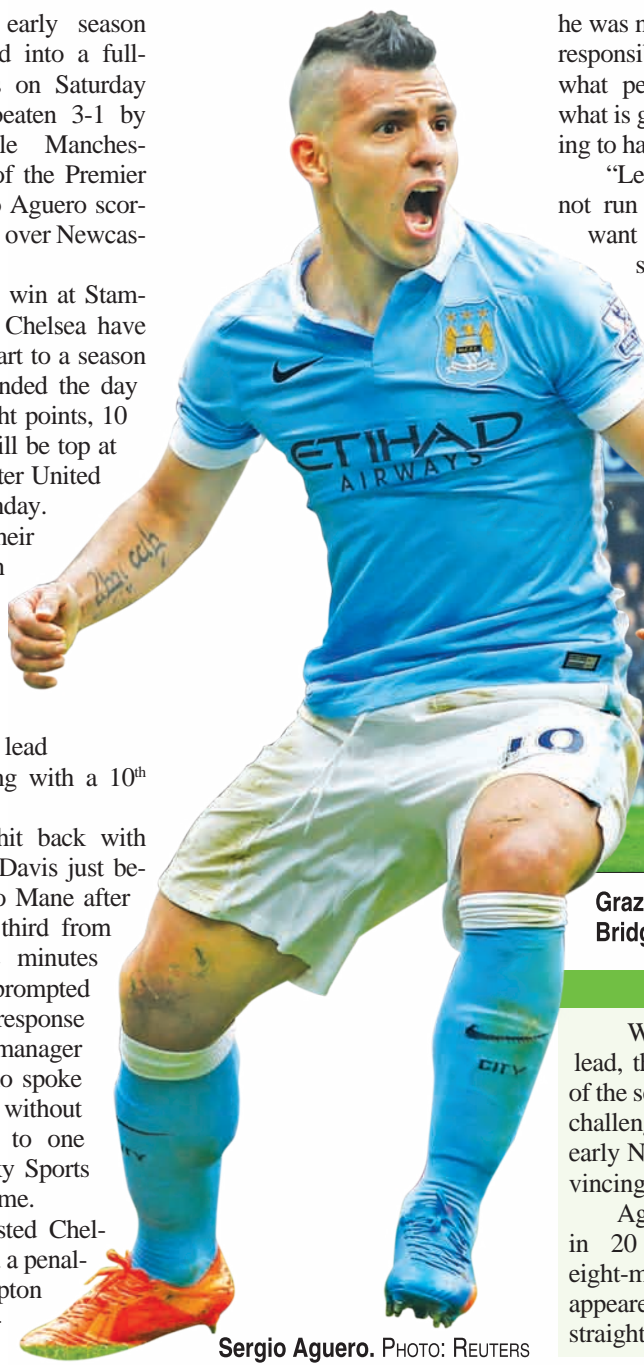 early season
d into a full-
s on Saturday
beaten 3-1 by
le Manches-
of the Premier
o Aguero scor-
over Newcas-
win at Stam-
Chelsea have
art to a season
nded the day
ht points, 10
ill be top at
ter United
nday.
heir
n
lead
ng with a 10th
hit back with
Davis just be-
o Mane after
third from
minutes
prompted
response
manager
o spoke
without
to one
ky Sports
me.
sted Chel-
a penal-
pton
ETIHAD
AIRWAYS
10
CITY
Sergio Aguero. PHOTO: REUTERS
he was n
responsi
what pe
what is g
ing to ha
“Le
not run
want
s
Graz
Bridg
W
lead, th
of the se
challen
early N
vincing
Ag
in 20
eight-m
appeare
straight